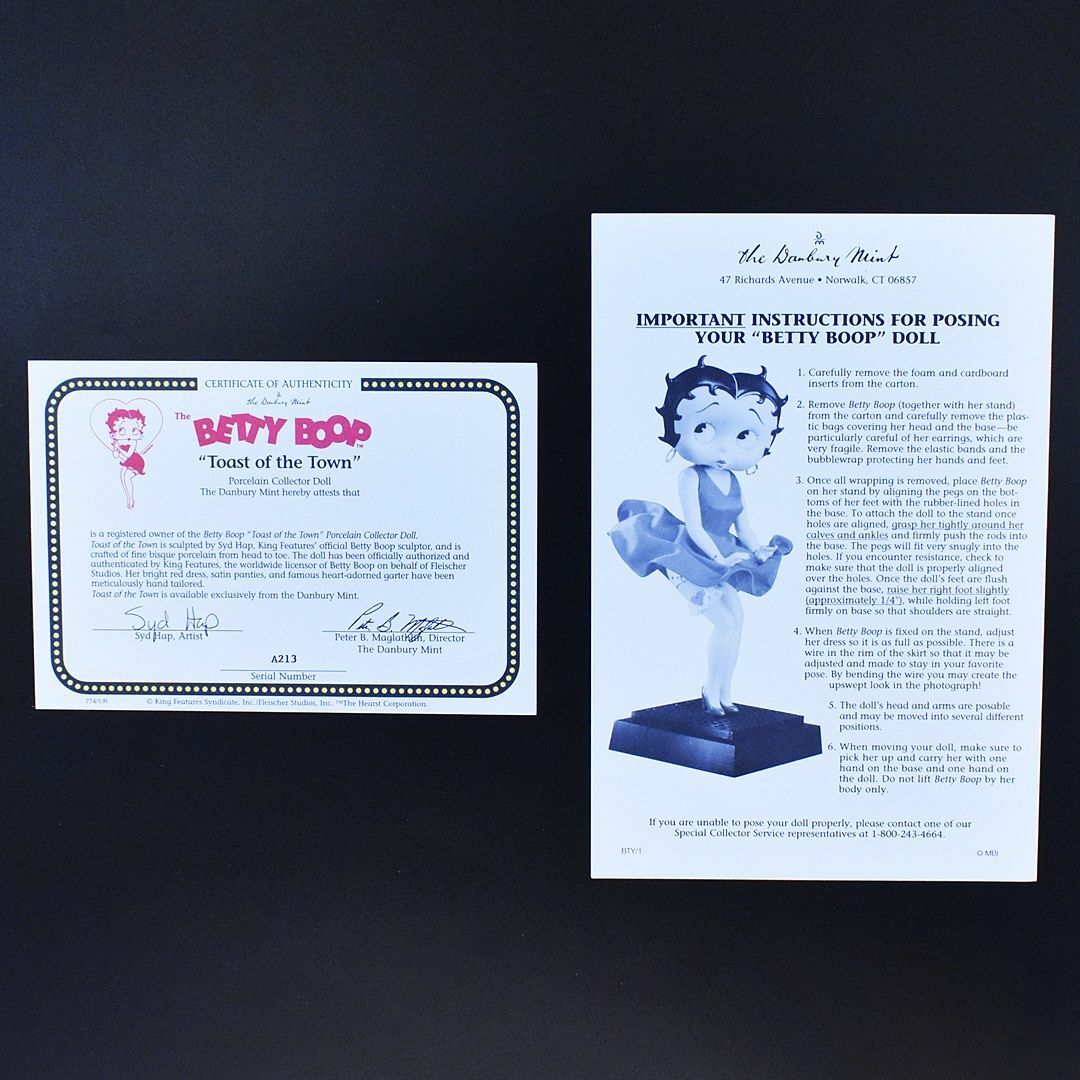 CERTIFICATE OF AUTHENTICITY
the Danbury Mint
The
BETTY BOOP™
“Toast of the Town”
Porcelain Collector Doll
The Danbury Mint hereby attests that
is a registered owner of the Betty Boop “Toast of the Town” Porcelain Collector Doll.
Toast of the Town is sculpted by Syd Hap, King Features’ official Betty Boop sculptor, and is
crafted of fine bisque porcelain from head to toe. The doll has been officially authorized and
authenticated by King Features, the worldwide licensor of Betty Boop on behalf of Fleischer
Studios. Her bright red dress, satin panties, and famous heart-adorned garter have been
meticulously hand tailored.
Toast of the Town is available exclusively from the Danbury Mint.
Syd Hap
Syd Hap, Artist
Peter B. Maglathlin, Director
The Danbury Mint
A213
Serial Number
774/1/R
© King Features Syndicate, Inc./Fleischer Studios, Inc. ™The Hearst Corporation.
DM
the Danbury Mint
47 Richards Avenue • Norwalk, CT 06857
IMPORTANT INSTRUCTIONS FOR POSING
YOUR “BETTY BOOP” DOLL
1. Carefully remove the foam and cardboard
inserts from the carton.
2. Remove Betty Boop (together with her stand)
from the carton and carefully remove the plas-
tic bags covering her head and the base—be
particularly careful of her earrings, which are
very fragile. Remove the elastic bands and the
bubblewrap protecting her hands and feet.
3. Once all wrapping is removed, place Betty Boop
on her stand by aligning the pegs on the bot-
toms of her feet with the rubber-lined holes in
the base. To attach the doll to the stand once
holes are aligned, grasp her tightly around her
calves and ankles and firmly push the rods into
the base. The pegs will fit very snugly into the
holes. If you encounter resistance, check to
make sure that the doll is properly aligned
over the holes. Once the doll’s feet are flush
against the base, raise her right foot slightly
(approximately 1/4"), while holding left foot
firmly on base so that shoulders are straight.
4. When Betty Boop is fixed on the stand, adjust
her dress so it is as full as possible. There is a
wire in the rim of the skirt so that it may be
adjusted and made to stay in your favorite
pose. By bending the wire you may create the
upswept look in the photograph!
5. The doll’s head and arms are posable
and may be moved into several different
positions.
6. When moving your doll, make sure to
pick her up and carry her with one
hand on the base and one hand on
the doll. Do not lift Betty Boop by her
body only.
If you are unable to pose your doll properly, please contact one of our
Special Collector Service representatives at 1-800-243-4664.
BTY/1
© MBI